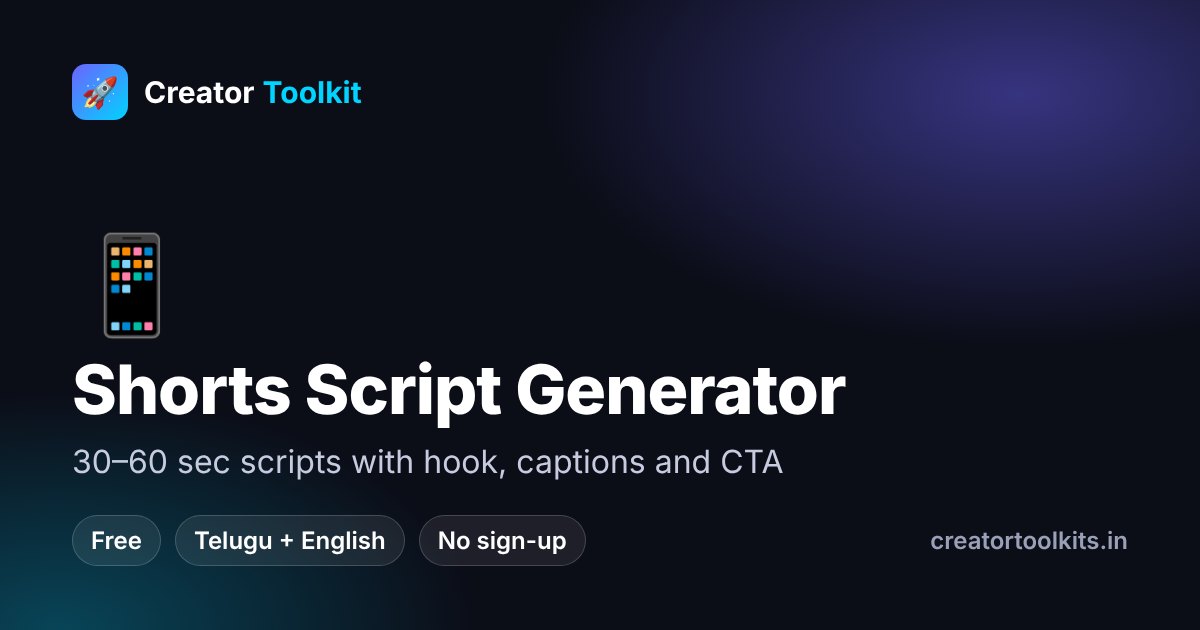 Creator Toolkit
Shorts Script Generator
30–60 sec scripts with hook, captions and CTA
Free
Telugu + English
No sign-up
creatortoolkits.in